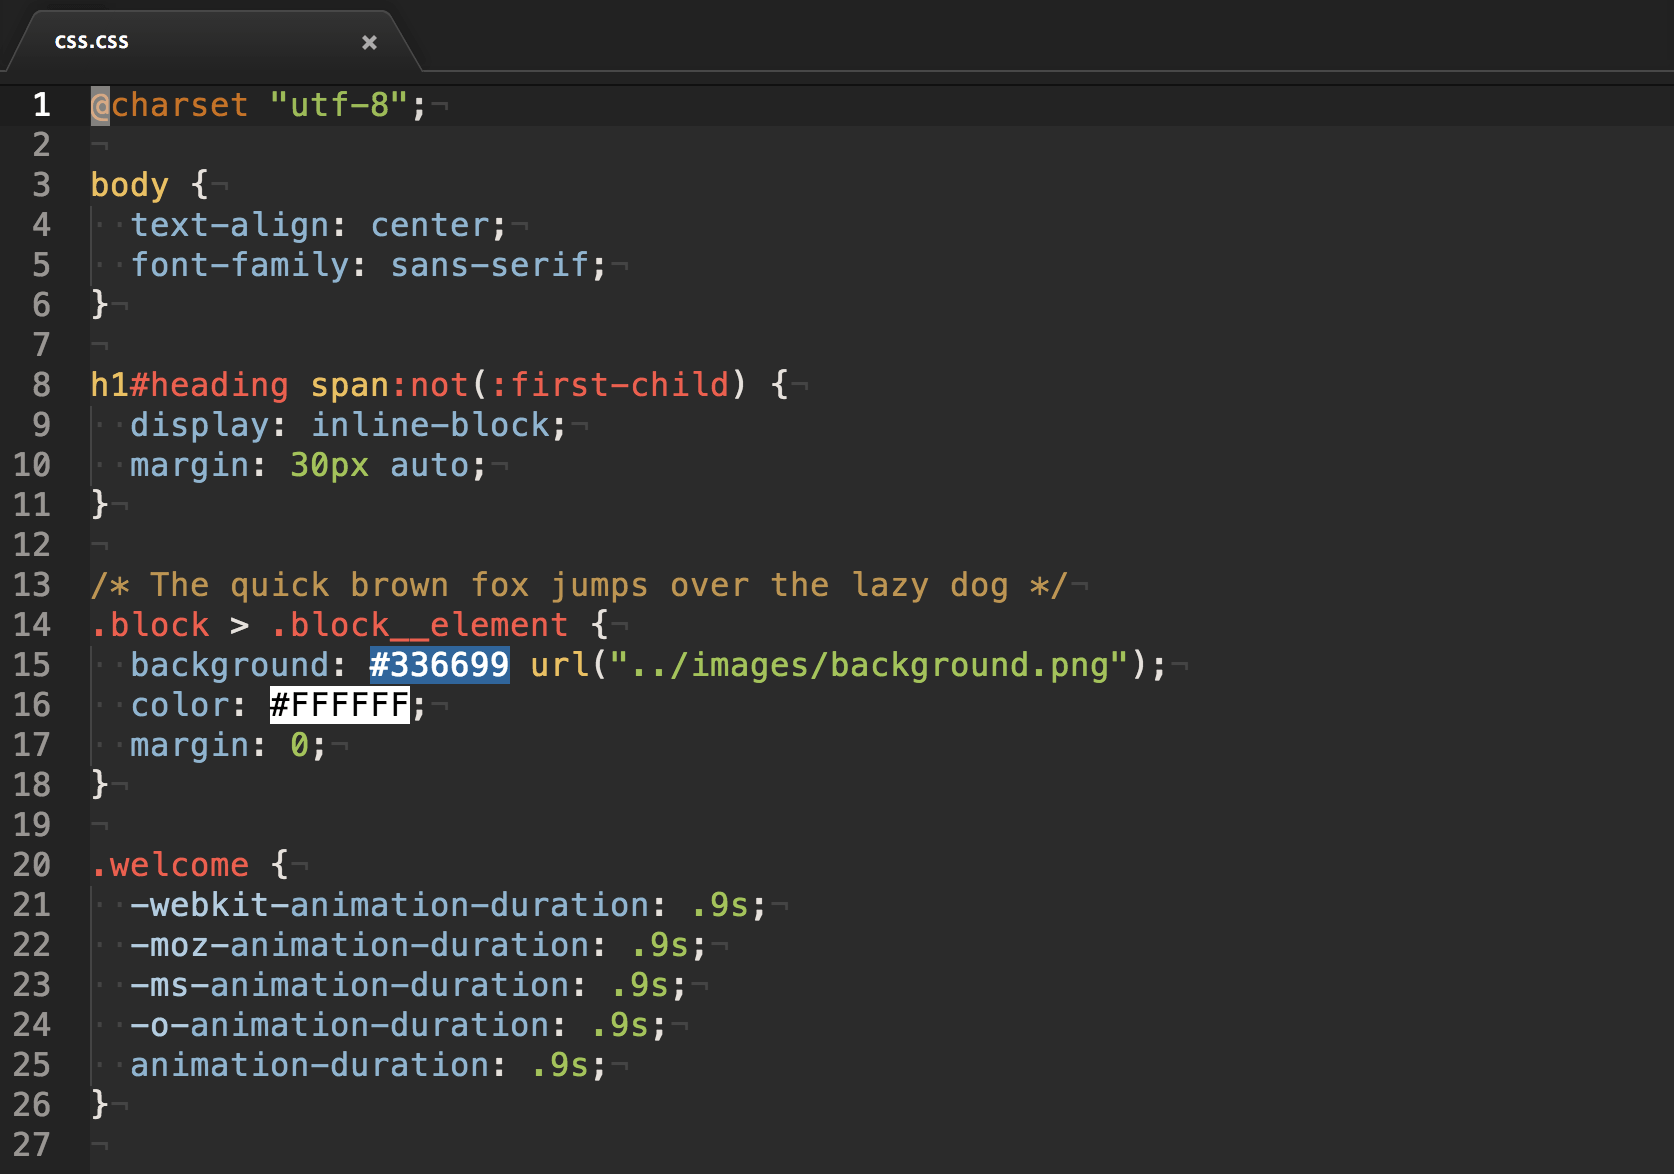 css.css ×
1 @charset "utf-8";¬
2 ¬
3 body {¬
4 ··text-align: center;¬
5 ··font-family: sans-serif;¬
6 }¬
7 ¬
8 h1#heading span:not(:first-child) {¬
9 ··display: inline-block;¬
10 ··margin: 30px auto;¬
11 }¬
12 ¬
13 /* The quick brown fox jumps over the lazy dog */¬
14 .block > .block__element {¬
15 ··background: #336699 url("../images/background.png");¬
16 ··color: #FFFFFF;¬
17 ··margin: 0;¬
18 }¬
19 ¬
20 .welcome {¬
21 ··-webkit-animation-duration: .9s;¬
22 ··-moz-animation-duration: .9s;¬
23 ··-ms-animation-duration: .9s;¬
24 ··-o-animation-duration: .9s;¬
25 ··animation-duration: .9s;¬
26 }¬
27 ¬